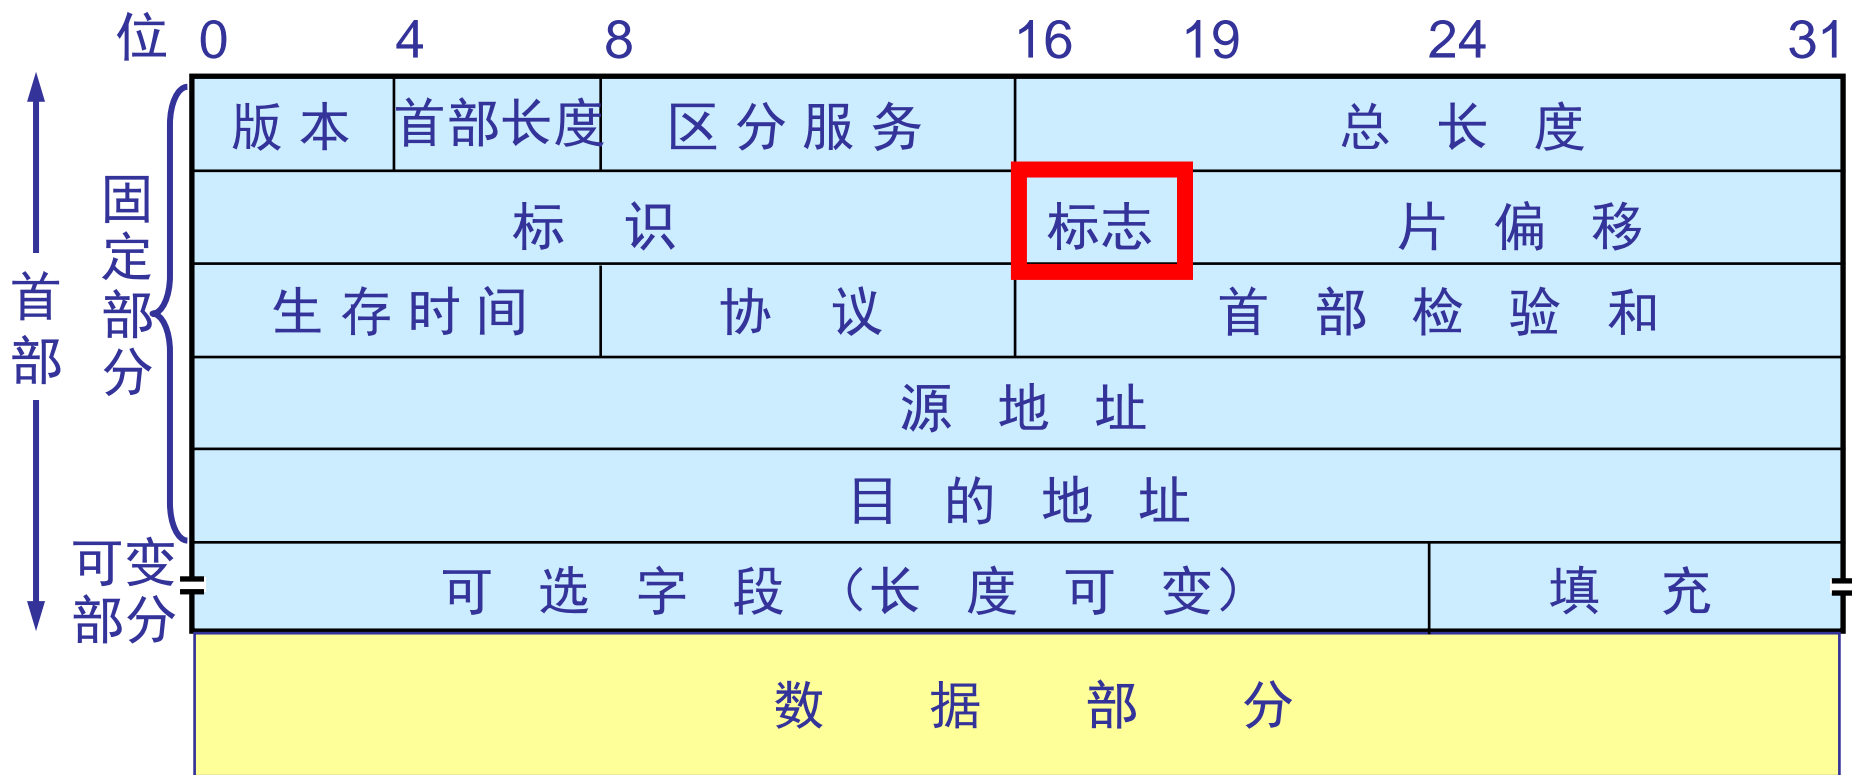 位 0 4 8 16 19 24 31
版本 首部长度 区分服务 总长度
标识 标志 片偏移
生存时间 协议 首部检验和
源地址
目的地址
可选字段（长度可变） 填充
数据部分
首部
固定部分
可变
部分